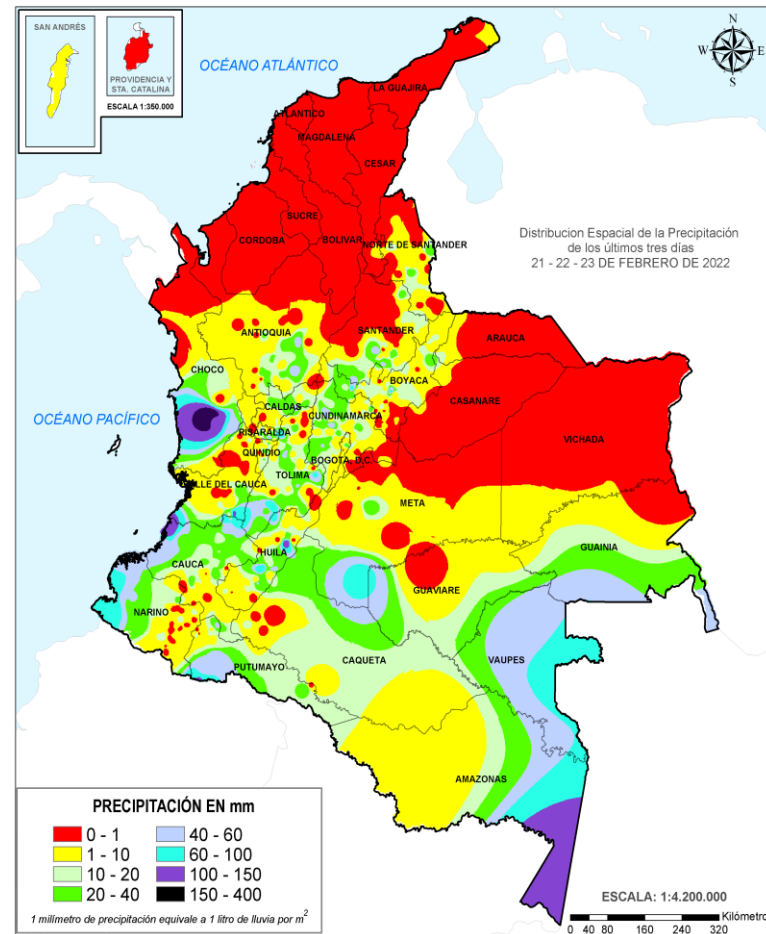 SAN ANDRÉS
PROVIDENCIA Y
STA. CATALINA
ESCALA 1:350.000
OCÉANO ATLÁNTICO
N
W
E
S
LA GUAJIRA
ATLANTICO
MAGDALENA
CESAR
SUCRE
CORDOBA
BOLIVAR
NORTE DE SANTANDER
Distribucion Espacial de la Precipitación
de los últimos tres días
21 - 22 - 23 DE FEBRERO DE 2022
ANTIOQUIA
SANTANDER
ARAUCA
CHOCO
BOYACA
CASANARE
OCÉANO PACÍFICO
CALDAS
CUNDINAMARCA
RISARALDA
VICHADA
QUINDIO
BOGOTA, D.C.
TOLIMA
VALLE DEL CAUCA
META
GUAINIA
HUILA
CAUCA
GUAVIARE
NARINO
PUTUMAYO
CAQUETA
VAUPES
AMAZONAS
PRECIPITACIÓN EN mm
0 - 1
40 - 60
1 - 10
60 - 100
10 - 20
100 - 150
20 - 40
150 - 400
1 milímetro de precipitación equivale a 1 litro de lluvia por m2
ESCALA: 1:4.200.000
0 40 80 160 240 320 Kilómetro